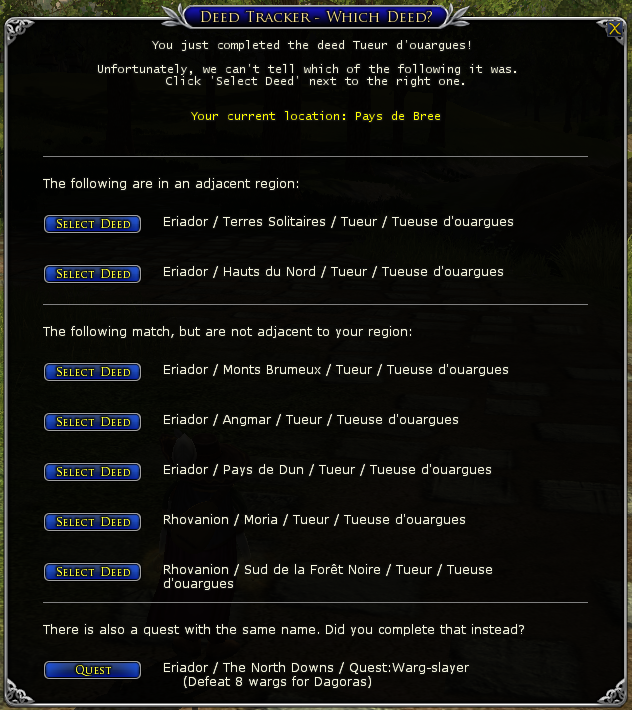 Deed Tracker - Which Deed?
X
You just completed the deed Tueur d'ouargues!
Unfortunately, we can't tell which of the following it was.
Click 'Select Deed' next to the right one.
Your current location: Pays de Bree
The following are in an adjacent region:
Select Deed Eriador / Terres Solitaires / Tueur / Tueuse d'ouargues
Select Deed Eriador / Hauts du Nord / Tueur / Tueuse d'ouargues
The following match, but are not adjacent to your region:
Select Deed Eriador / Monts Brumeux / Tueur / Tueuse d'ouargues
Select Deed Eriador / Angmar / Tueur / Tueuse d'ouargues
Select Deed Eriador / Pays de Dun / Tueur / Tueuse d'ouargues
Select Deed Rhovanion / Moria / Tueur / Tueuse d'ouargues
Select Deed Rhovanion / Sud de la Forêt Noire / Tueur / Tueuse
d'ouargues
There is also a quest with the same name. Did you complete that instead?
Quest Eriador / The North Downs / Quest:Warg-slayer
(Defeat 8 wargs for Dagoras)